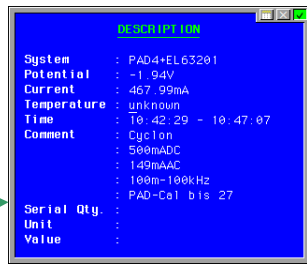 DESCRIPTION
System : PAD4+EL63201
Potential : -1.94V
Current : 467.99mA
Temperature : unknown
Time : 10:42:29 - 10:47:07
Comment : Cyclon
: 500mADC
: 149mAAC
: 100m-100kHz
: PAD-Cal bis 27
Serial Qty. :
Unit :
Value :